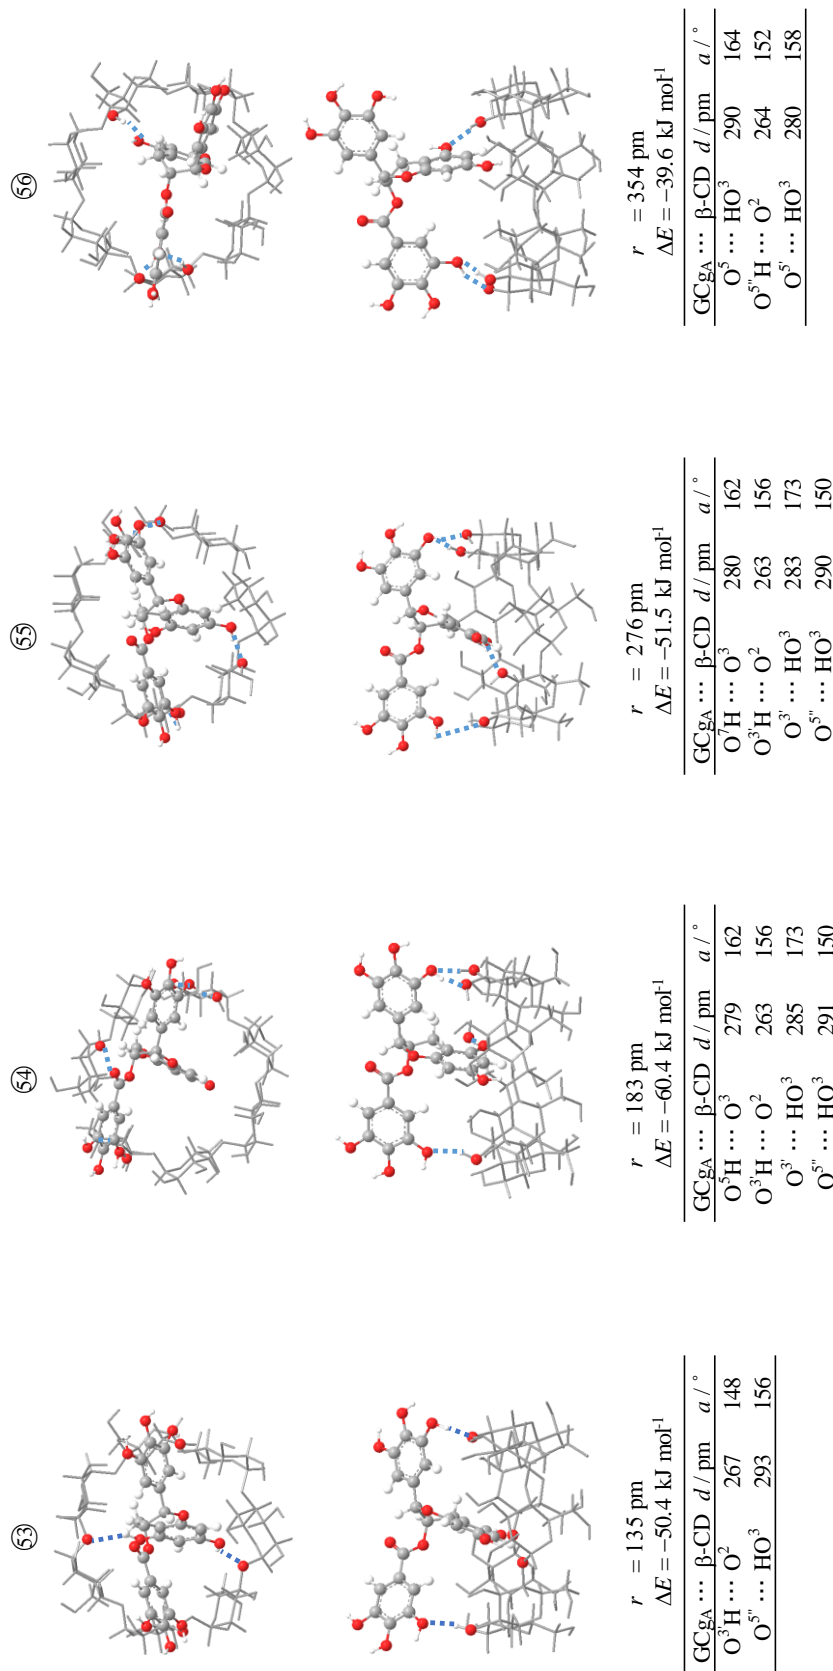 53
r = 135 pm
ΔE = −50.4 kJ mol⁻¹
GCg_A ··· β-CD d / pm a / °
O³'H ··· O² 267 148
O⁵'' ··· HO³ 293 156
54
r = 183 pm
ΔE = −60.4 kJ mol⁻¹
GCg_A ··· β-CD d / pm a / °
O⁵H ··· O³ 279 162
O³'H ··· O² 263 156
O³' ··· HO³ 285 173
O⁵'' ··· HO³ 291 150
55
r = 276 pm
ΔE = −51.5 kJ mol⁻¹
GCg_A ··· β-CD d / pm a / °
O⁷H ··· O³ 280 162
O³'H ··· O² 263 156
O³' ··· HO³ 283 173
O⁵'' ··· HO³ 290 150
56
r = 354 pm
ΔE = −39.6 kJ mol⁻¹
GCg_A ··· β-CD d / pm a / °
O⁵ ··· HO³ 290 164
O⁵''H ··· O² 264 152
O⁵' ··· HO³ 280 158